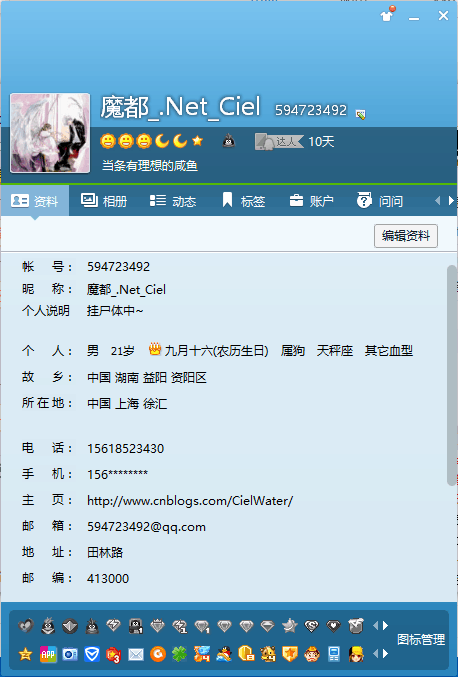 魔都_.Net_Ciel 594723492
达人 10天
当条有理想的咸鱼
资料 相册 动态 标签 账户 问问
编辑资料
帐 号： 594723492
昵 称： 魔都_.Net_Ciel
个人说明 挂尸体中~
个 人： 男 21岁 九月十六(农历生日) 属狗 天秤座 其它血型
故 乡： 中国 湖南 益阳 资阳区
所在地： 中国 上海 徐汇
电 话： 15618523430
手 机： 156********
主 页： http://www.cnblogs.com/CielWater/
邮 箱： 594723492@qq.com
地 址： 田林路
邮 编： 413000
图标管理